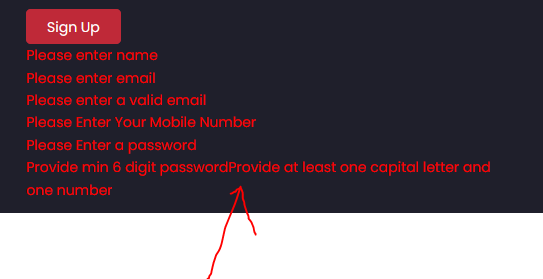 Sign Up
Please enter name
Please enter email
Please enter a valid email
Please Enter Your Mobile Number
Please Enter a password
Provide min 6 digit passwordProvide at least one capital letter and
one number